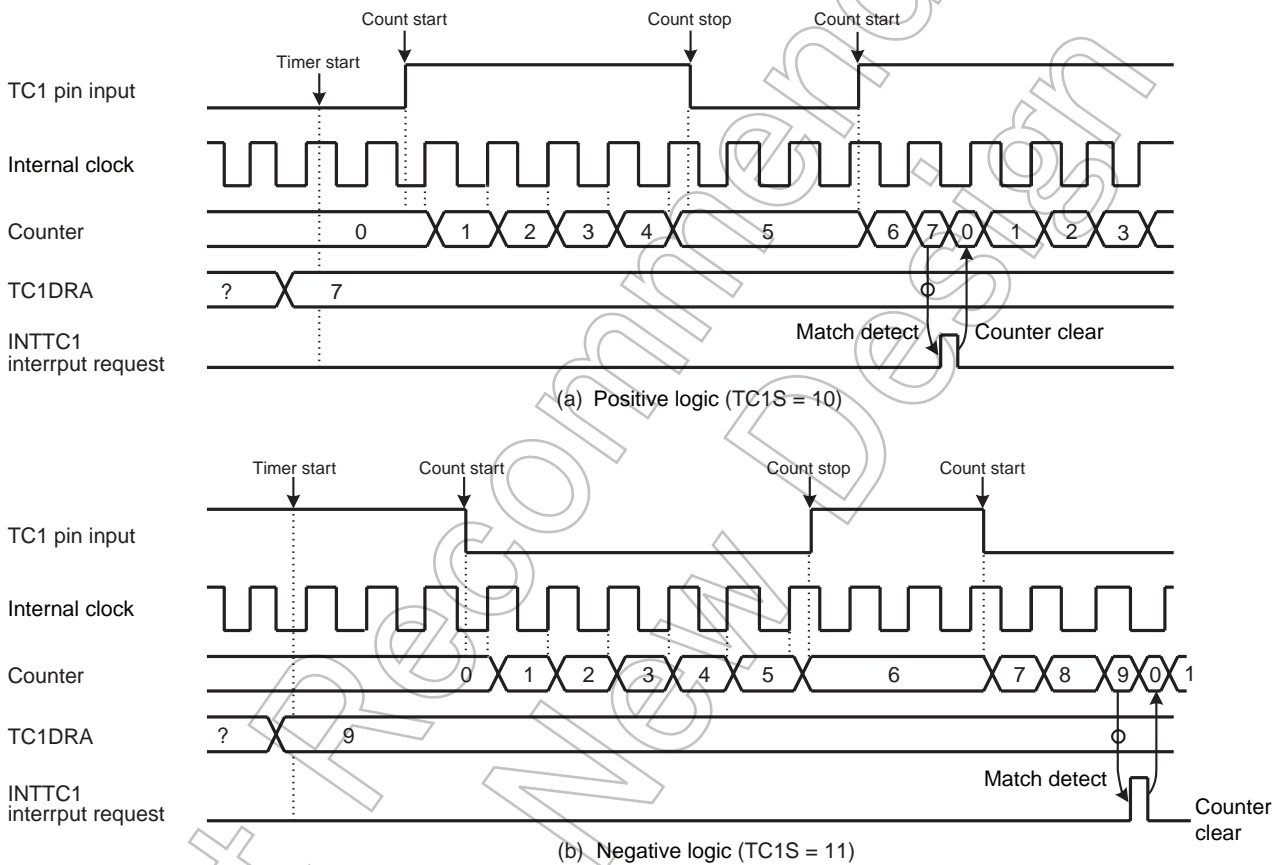 Count start Count stop Count start
Timer start
TC1 pin input
Internal clock
Counter 0 1 2 3 4 5 6 7 0 1 2 3
TC1DRA ? 7
Match detect Counter clear
INTTC1
interrput request
(a) Positive logic (TC1S = 10)
Timer start Count start Count stop Count start
TC1 pin input
Internal clock
Counter 0 1 2 3 4 5 6 7 8 9 0 1
TC1DRA ? 9
Match detect
INTTC1
interrput request
Counter
clear
(b) Negative logic (TC1S = 11)
New Design